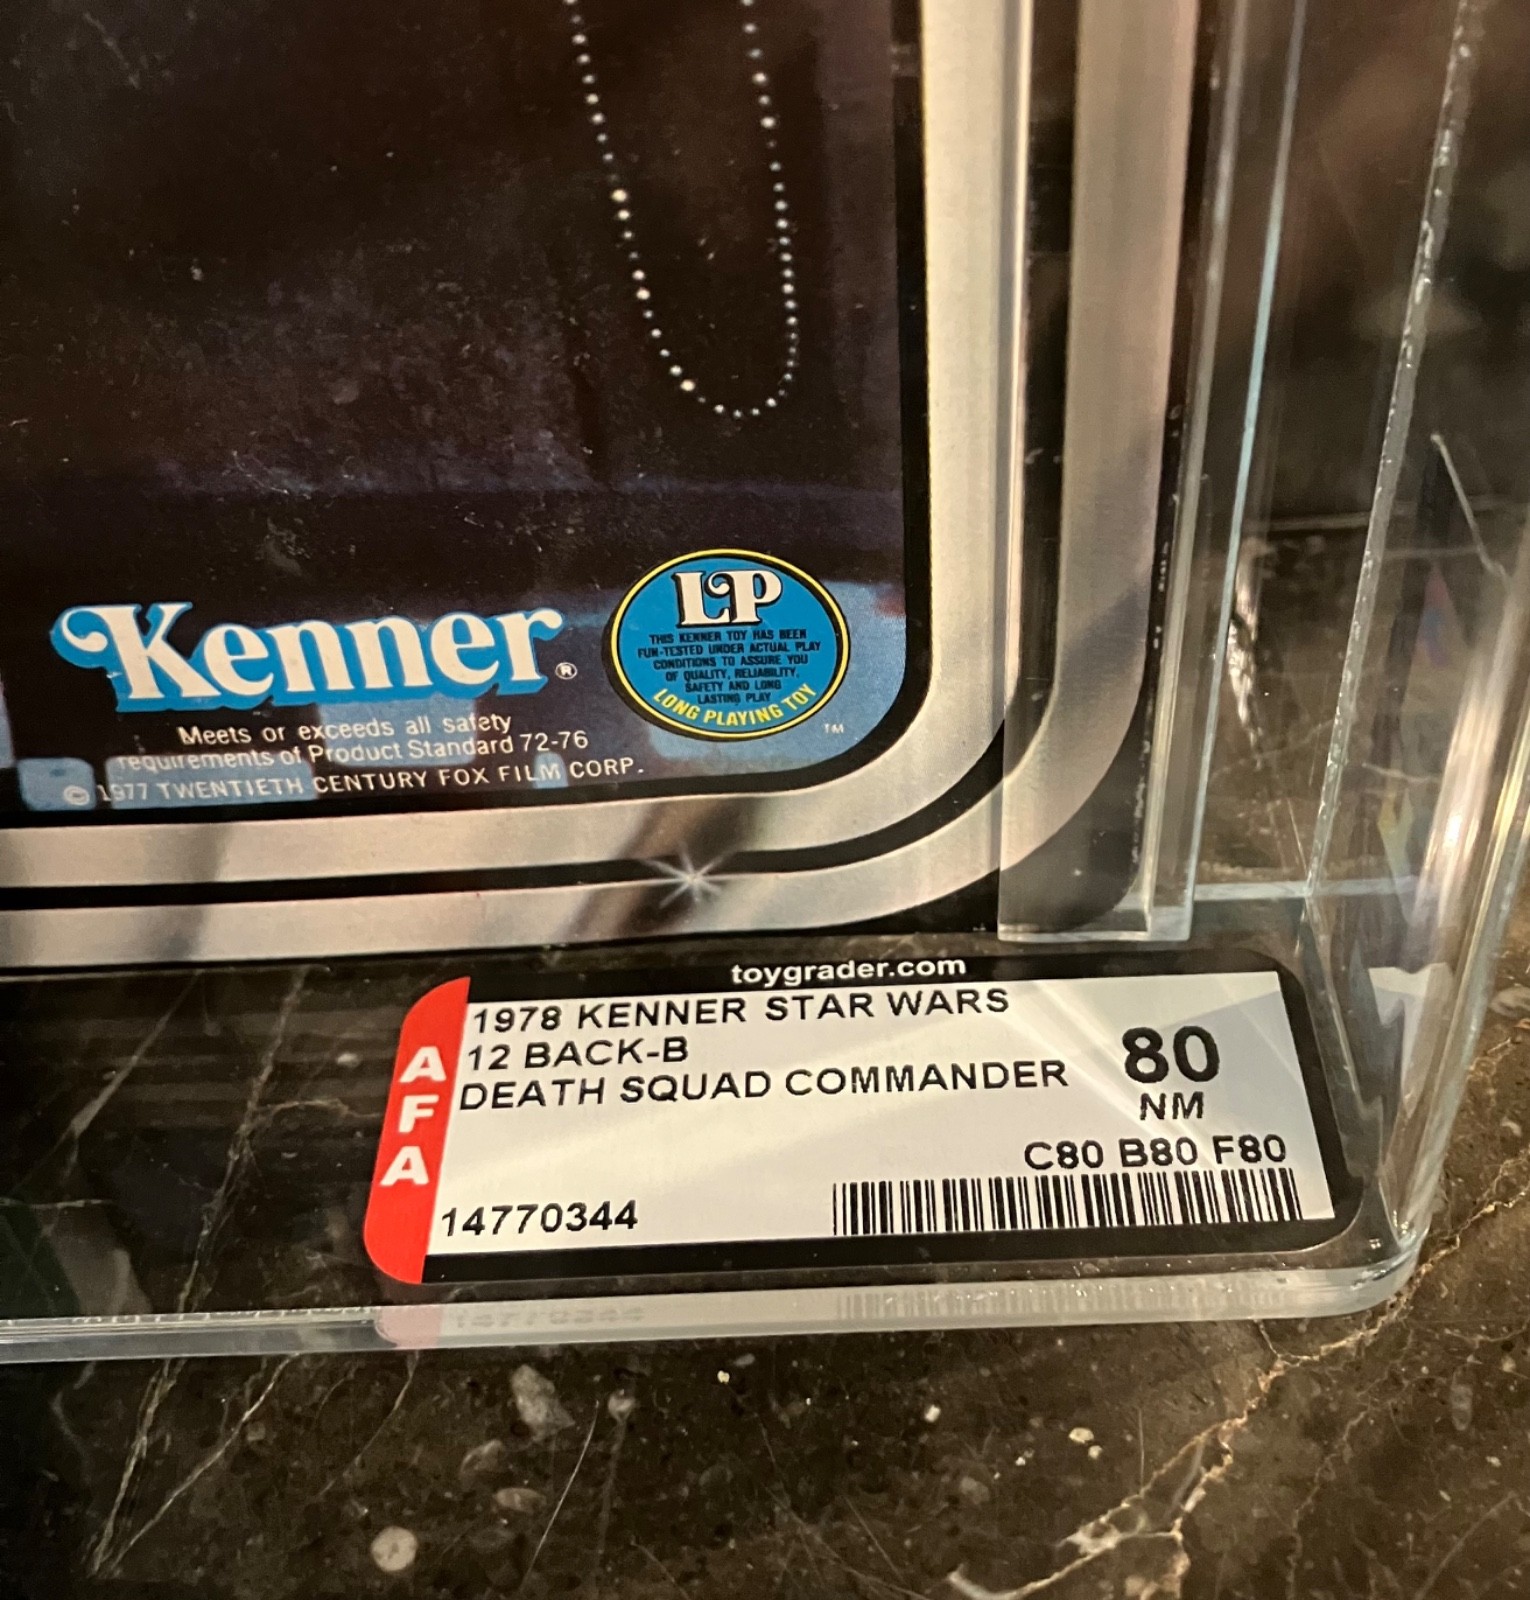 Kenner®
Meets or exceeds all safety
requirements of Product Standard 72-76
© 1977 TWENTIETH CENTURY FOX FILM CORP.
LP
THIS KENNER TOY HAS BEEN
FUN-TESTED UNDER ACTUAL PLAY
CONDITIONS TO ASSURE YOU
OF QUALITY, RELIABILITY,
SAFETY AND LONG
LASTING PLAY
LONG PLAYING TOY
TM
toygrader.com
AFA
1978 KENNER STAR WARS
12 BACK-B
DEATH SQUAD COMMANDER
80
NM
C80 B80 F80
14770344